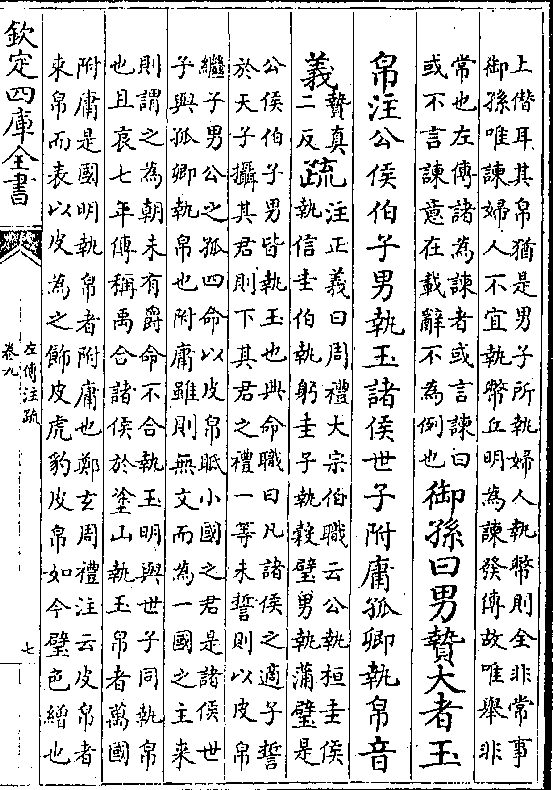 上僭耳其帛猶是男子所執婦人執幣則全非常事
御孫唯諫婦人不宜執幣丘明為諫發傳故唯舉非
常也左傳諸為諫者或言諫曰
或不言諫意在載辭不為例也
御孫曰男贄大者玉
帛注公侯伯子男執玉諸侯世子附庸孤卿執帛音
義
贄真
二反
疏
注正義曰周禮大宗伯職云公執桓圭侯
執信圭伯執躬圭子執穀璧男執蒲璧是
公侯伯子男皆執玉也典命職曰凡諸侯之適子誓
於天子攝其君則下其君之禮一等未誓則以皮帛
繼子男公之孤四命以皮帛眡小國之君是諸侯世
子與孤卿執帛也附庸雖則無文而為一國之主來
則謂之為朝未有爵命不合執玉明與世子同執帛
也且哀七年傳稱禹合諸侯於塗山執玉帛者萬國
附庸是國明執帛者附庸也鄭玄周禮注云皮帛者
束帛而表以皮為之飾皮虎豹皮帛如今璧色繒也
欽定四庫全書
左傳注疏
卷九
七